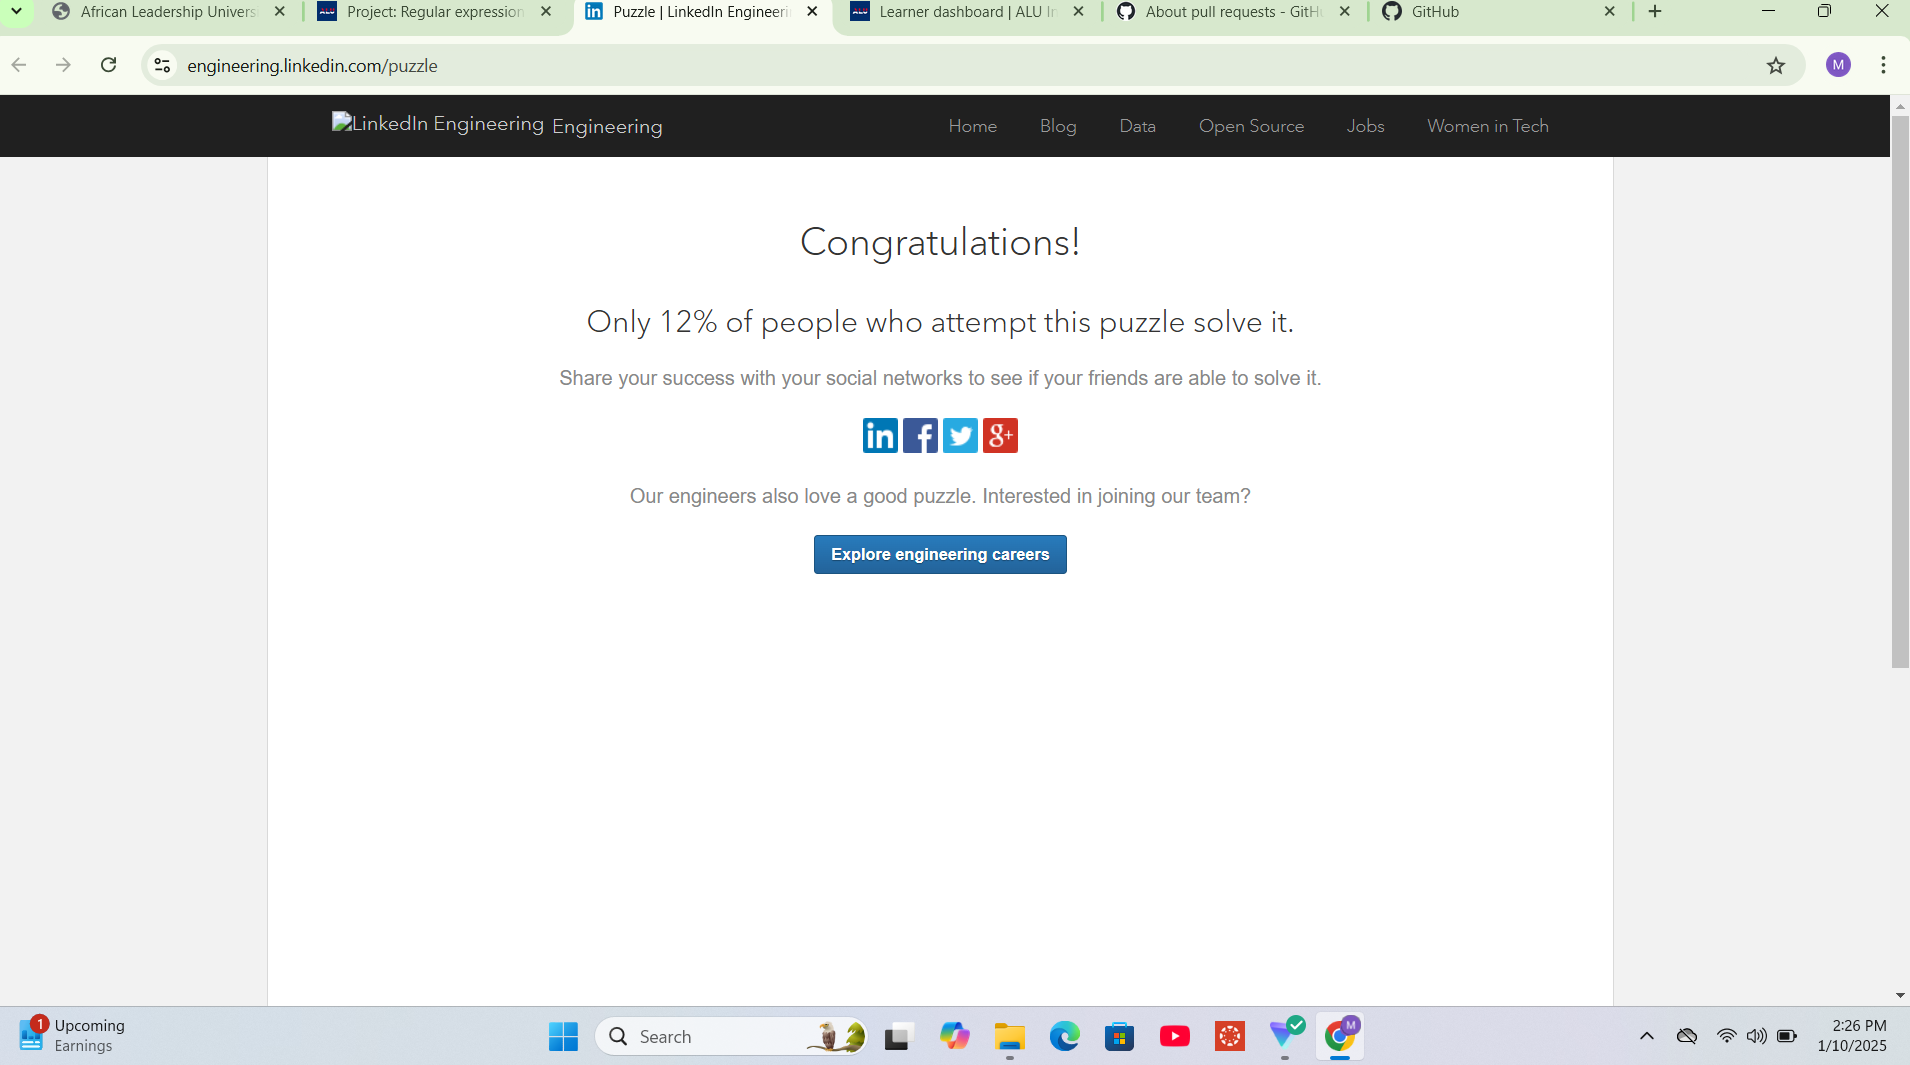 African Leadership Univers
Project: Regular expression
Puzzle | LinkedIn Engineeri
Learner dashboard | ALU In
About pull requests - GitHu
GitHub
engineering.linkedin.com/puzzle
M
LinkedIn Engineering Engineering
Home
Blog
Data
Open Source
Jobs
Women in Tech
Congratulations!
Only 12% of people who attempt this puzzle solve it.
Share your success with your social networks to see if your friends are able to solve it.
in f g+
Our engineers also love a good puzzle. Interested in joining our team?
Explore engineering careers
1
Upcoming
Earnings
Search
M
2:26 PM
1/10/2025